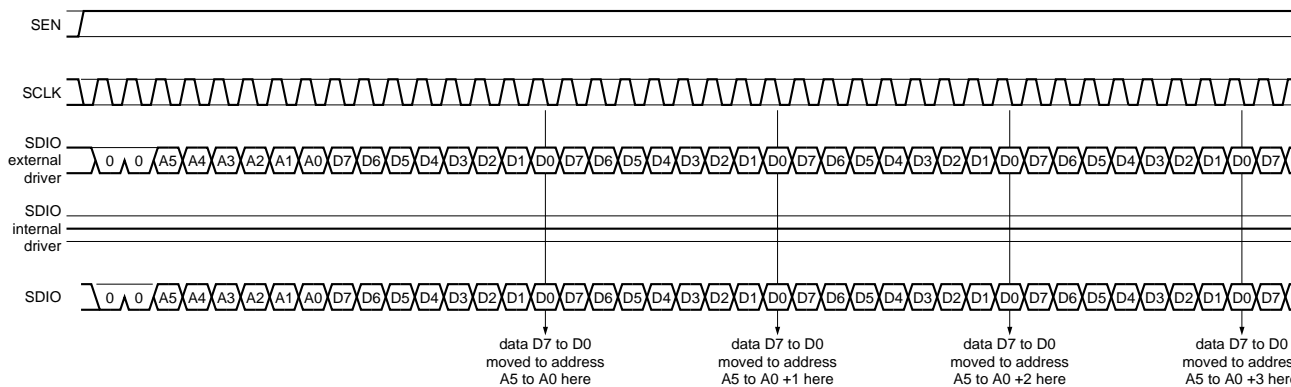 SEN
SCLK
SDIO
external
driver
0 0 A5 A4 A3 A2 A1 A0 D7 D6 D5 D4 D3 D2 D1 D0 D7 D6 D5 D4 D3 D2 D1 D0 D7 D6 D5 D4 D3 D2 D1 D0 D7 D6 D5 D4 D3 D2 D1 D0 D7
SDIO
internal
driver
SDIO
0 0 A5 A4 A3 A2 A1 A0 D7 D6 D5 D4 D3 D2 D1 D0 D7 D6 D5 D4 D3 D2 D1 D0 D7 D6 D5 D4 D3 D2 D1 D0 D7 D6 D5 D4 D3 D2 D1 D0 D7
data D7 to D0
moved to address
A5 to A0 here
data D7 to D0
moved to address
A5 to A0 +1 here
data D7 to D0
moved to address
A5 to A0 +2 here
data D7 to D0
moved to address
A5 to A0 +3 here